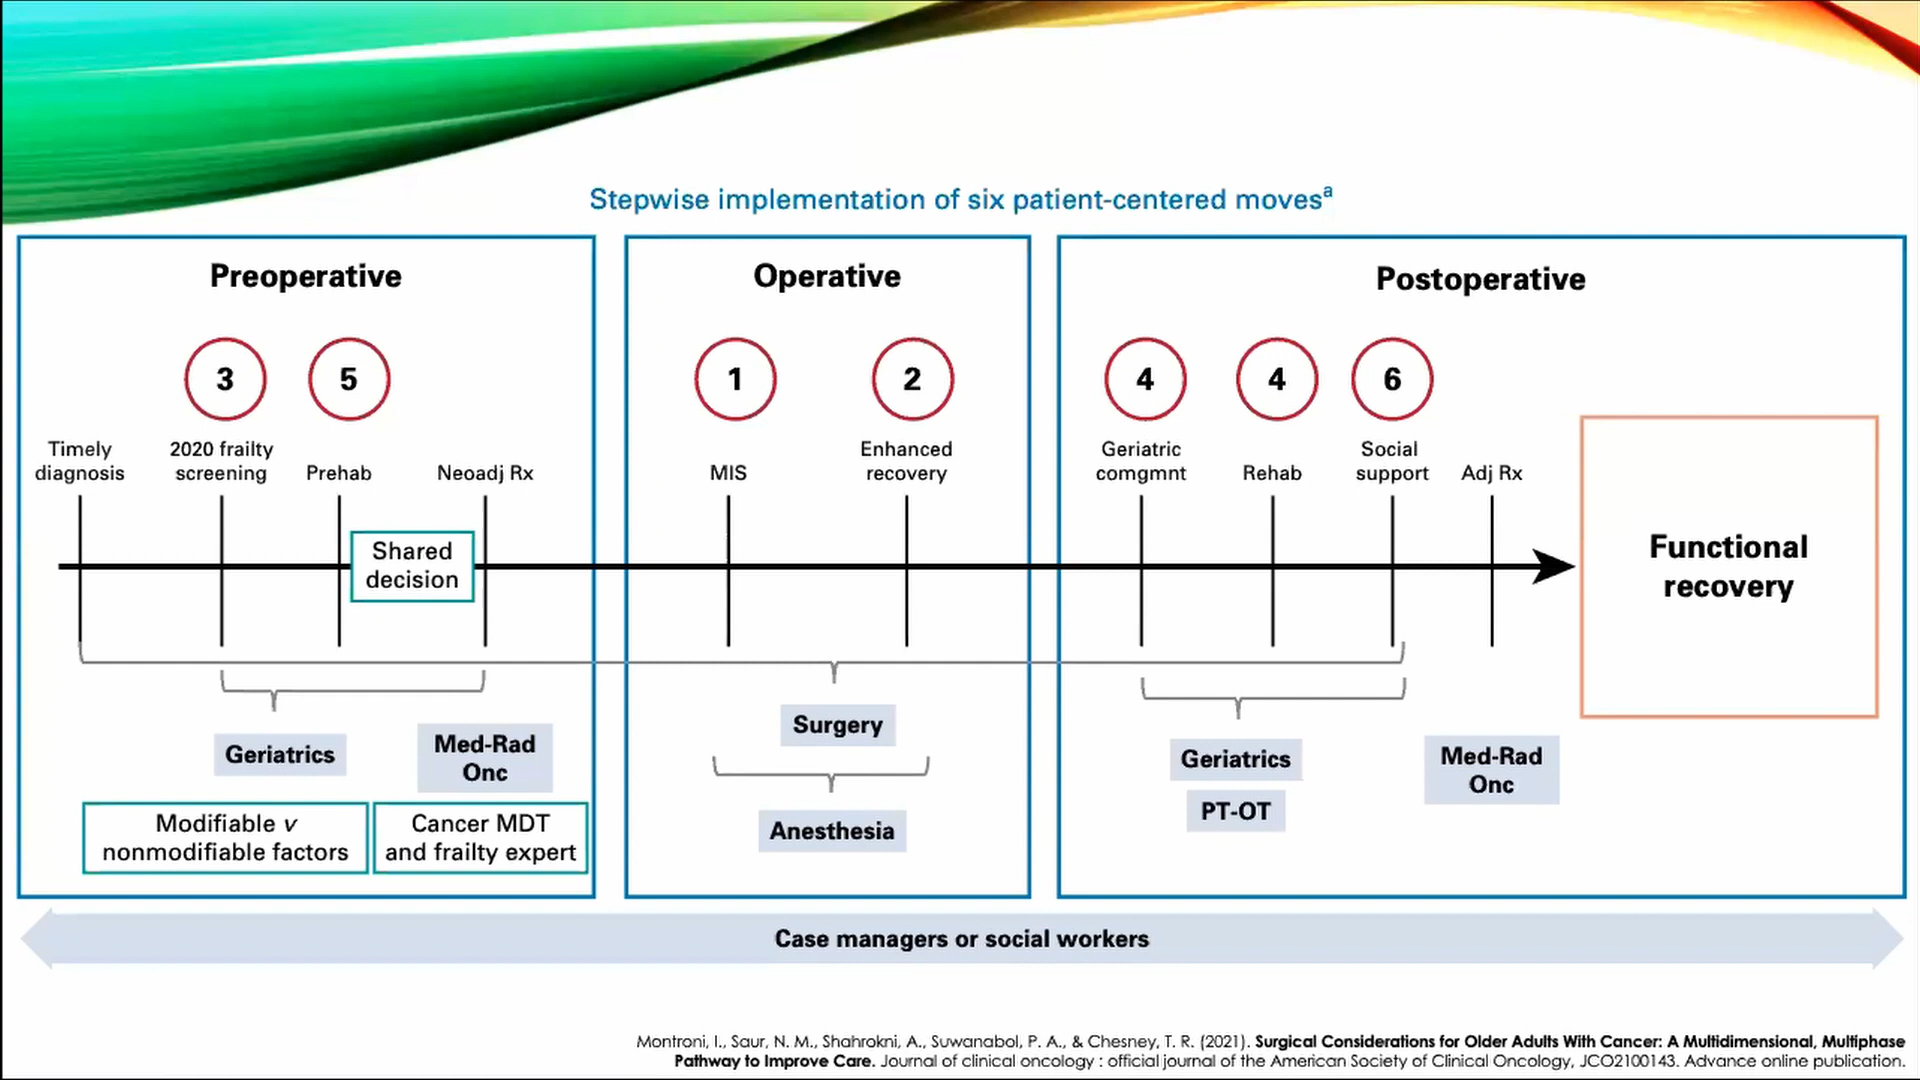 Stepwise implementation of six patient-centered movesᵃ
Preoperative
3
5
Timely
diagnosis
2020 frailty
screening
Prehab
Neoadj Rx
Shared
decision
Geriatrics
Med-Rad
Onc
Modifiable v
nonmodifiable factors
Cancer MDT
and frailty expert
Operative
1
2
MIS
Enhanced
recovery
Surgery
Anesthesia
Postoperative
4
4
6
Geriatric
comgmnt
Rehab
Social
support
Adj Rx
Functional
recovery
Geriatrics
PT-OT
Med-Rad
Onc
Case managers or social workers
Montroni, I., Saur, N. M., Shahrokni, A., Suwanabol, P. A., & Chesney, T. R. (2021). Surgical Considerations for Older Adults With Cancer: A Multidimensional, Multiphase
Pathway to Improve Care. Journal of clinical oncology : official journal of the American Society of Clinical Oncology, JCO2100143. Advance online publication.